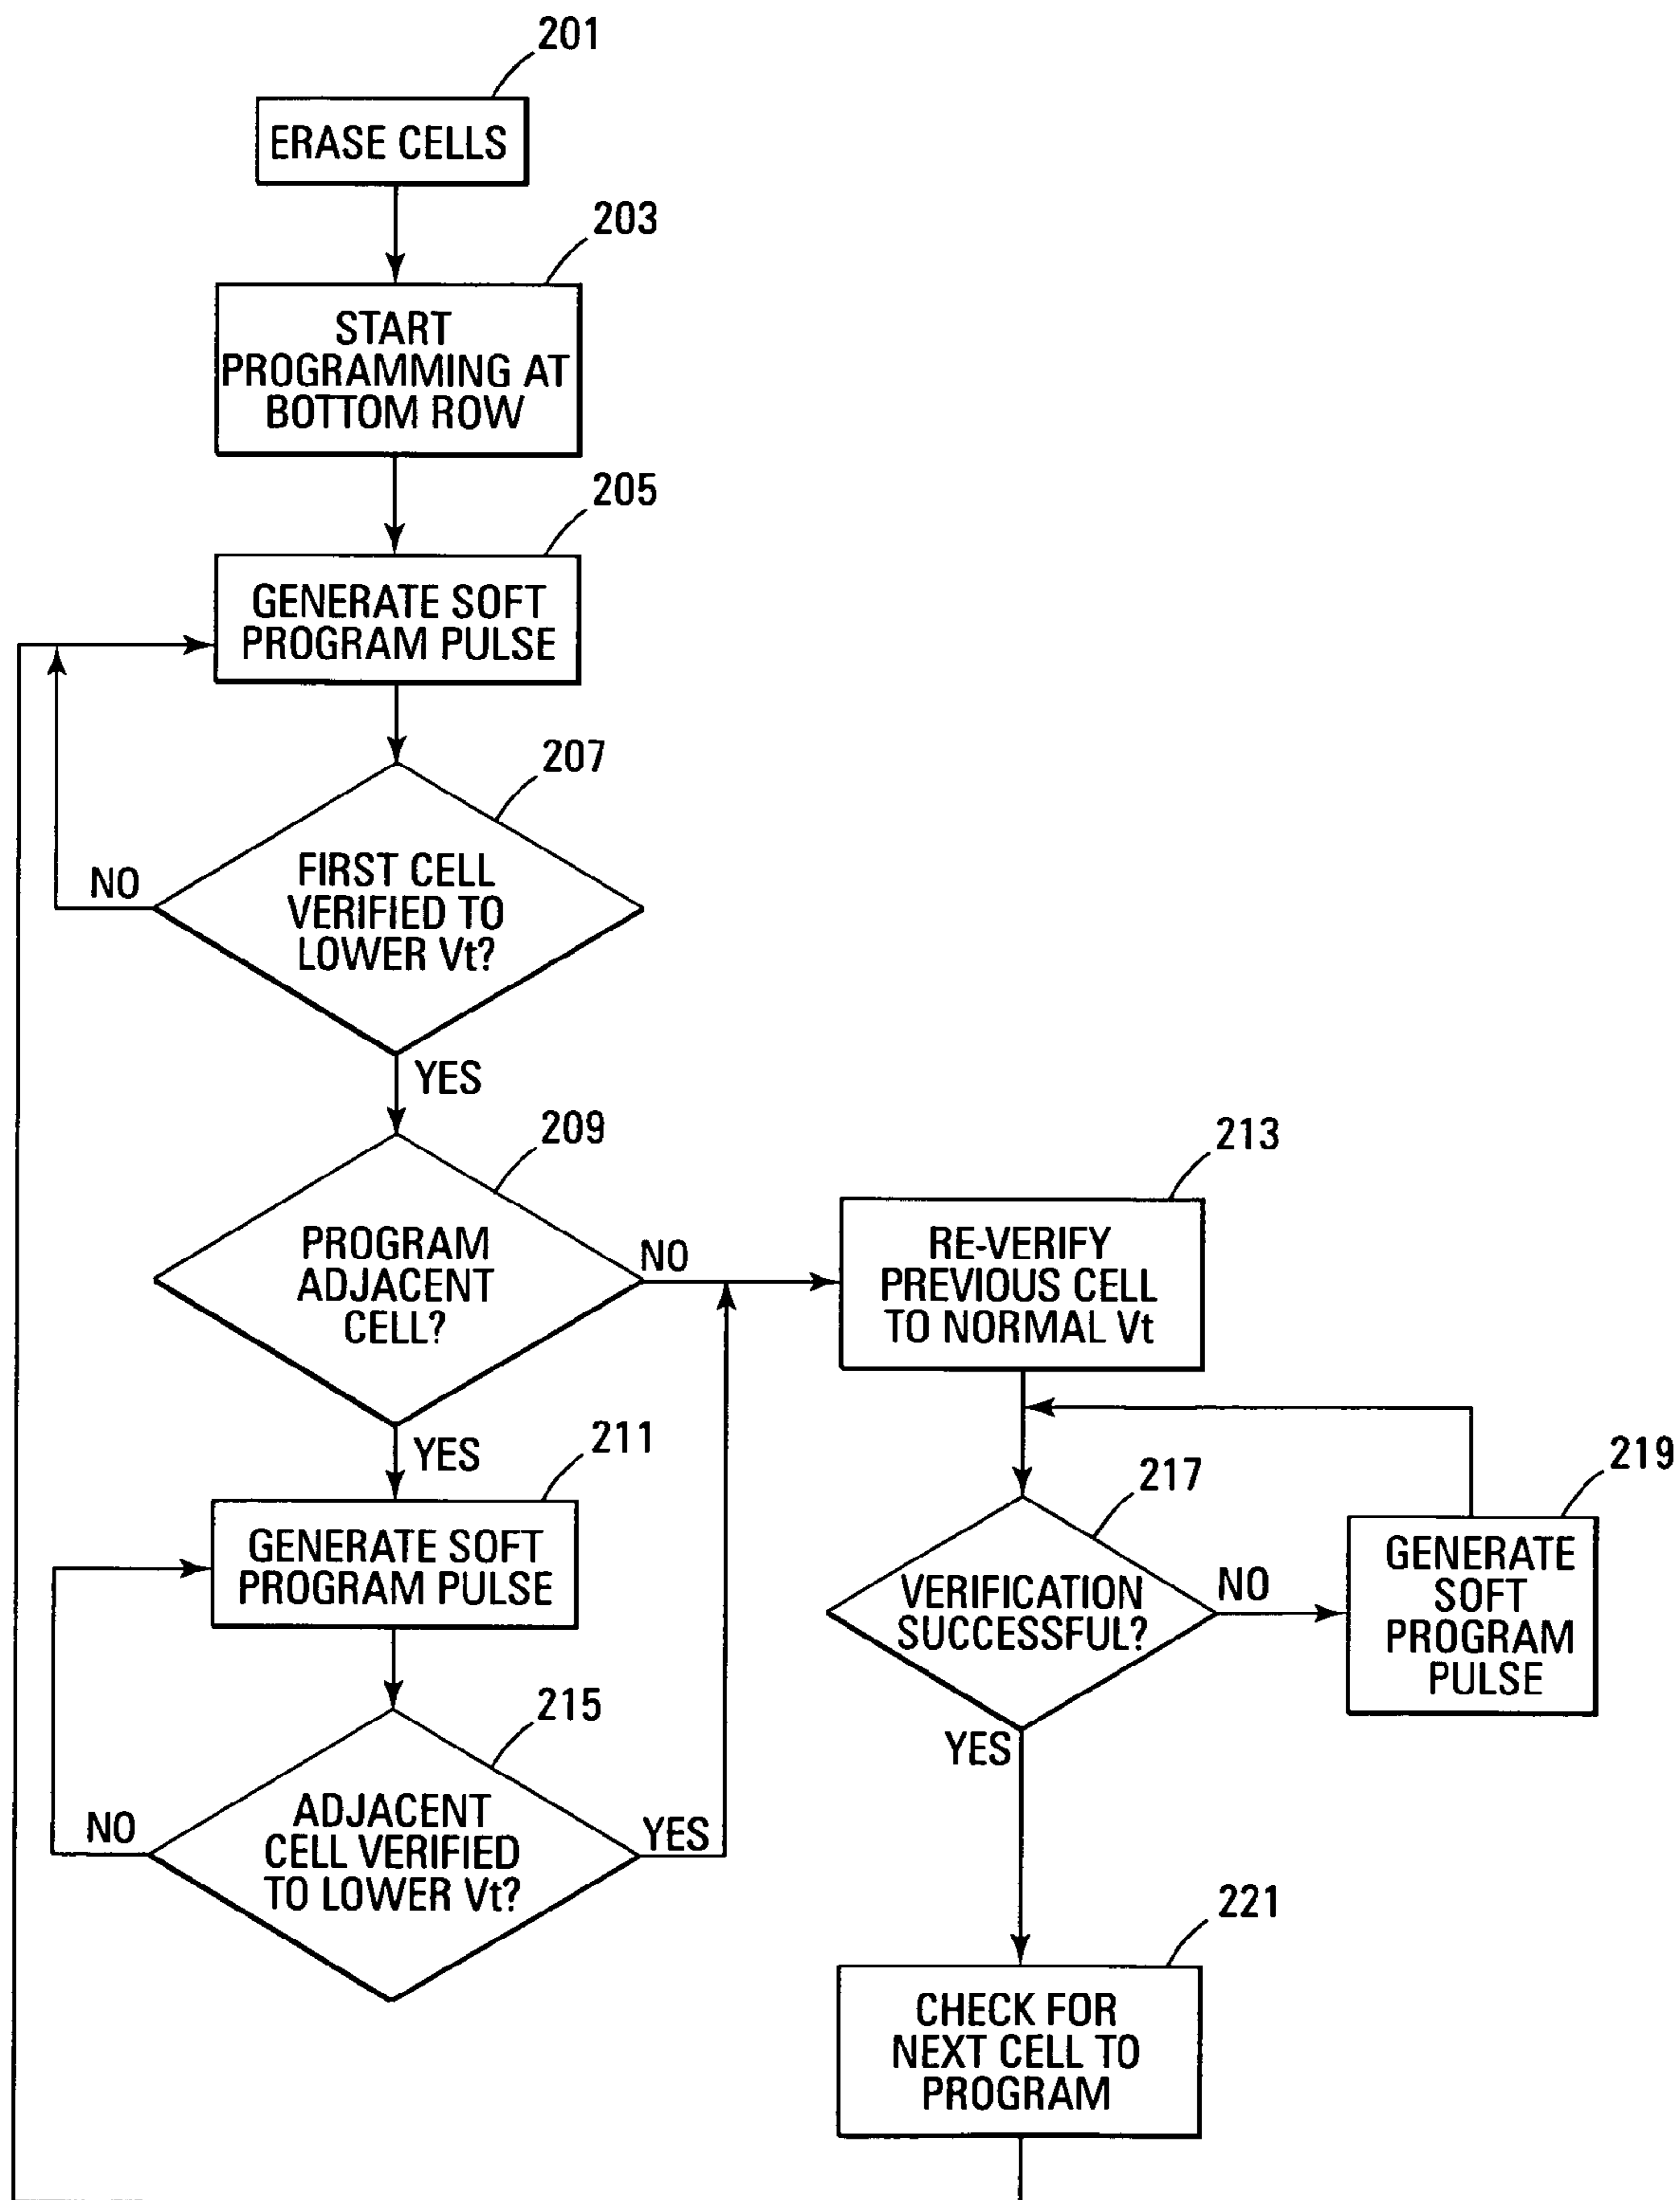 201
ERASE CELLS
203
START
PROGRAMMING AT
BOTTOM ROW
205
GENERATE SOFT
PROGRAM PULSE
207
FIRST CELL
VERIFIED TO
LOWER Vt?
NO
YES
209
PROGRAM
ADJACENT
CELL?
NO
YES
211
GENERATE SOFT
PROGRAM PULSE
215
ADJACENT
CELL VERIFIED
TO LOWER Vt?
NO
YES
213
RE-VERIFY
PREVIOUS CELL
TO NORMAL Vt
217
VERIFICATION
SUCCESSFUL?
NO
YES
219
GENERATE
SOFT
PROGRAM
PULSE
221
CHECK FOR
NEXT CELL TO
PROGRAM